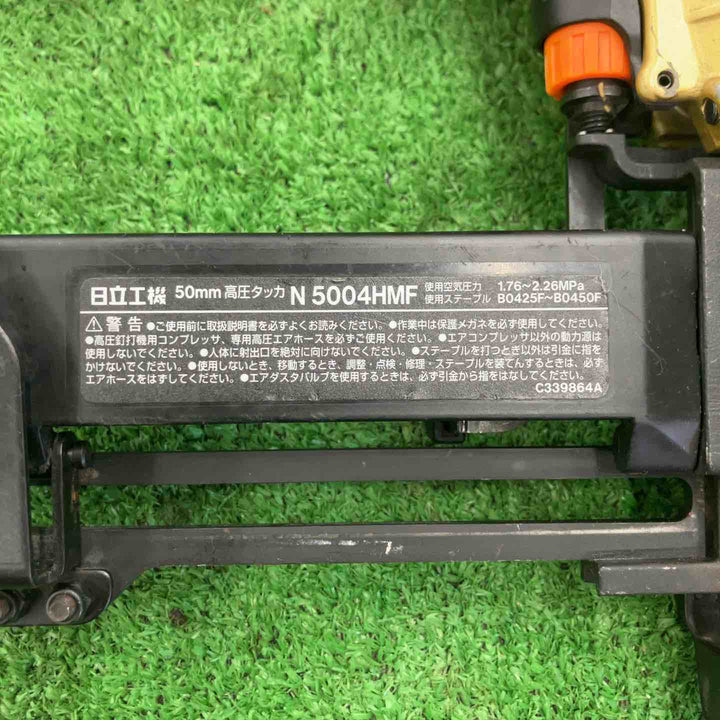 日立工機 50mm 高圧タッカ N 5004HMF 使用空気圧力 1.76~2.26MPa
使用ステープル B0425F~B0450F
⚠警告 ●ご使用前に取扱説明書を必ずよくお読みください。●作業中は保護メガネを必ず使用してください。
●高圧釘打機用コンプレッサ、専用高圧エアホースを必ずご使用ください。●エアコンプレッサ以外の動力源は
使用しないでください。●人体に射出口を絶対に向けないでください。●ステープルを打つとき以外は引金に指を
かけないでください。●使用しないとき、移動するとき、調整・点検・修理・ステープルを装てんするときは、必ず
エアホースをはずしてください。●エアダスタバルブを使用するときは、必ず引金から指をはなしてください。
C339864A